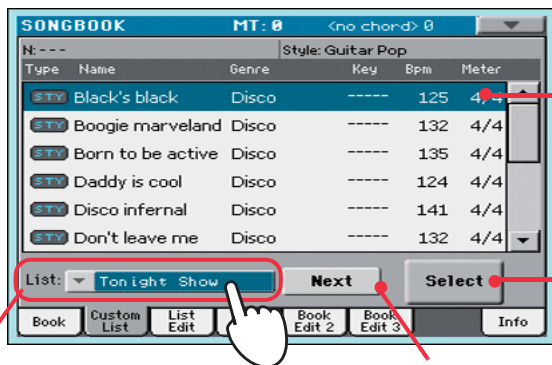 SONGBOOK MT: 0 <no chord> 0
N:--- Style: Guitar Pop
Type Name Genre Key Bpm Meter
STY Black's black Disco ----- 125 4/4
STY Boogie marveland Disco ----- 132 4/4
STY Born to be active Disco ----- 135 4/4
STY Daddy is cool Disco ----- 124 4/4
STY Disco infernal Disco ----- 141 4/4
STY Don't leave me Disco ----- 132 4/4
List: Tonight Show Next Select
Book Custom List List Edit Book Edit 2 Book Edit 3 Info